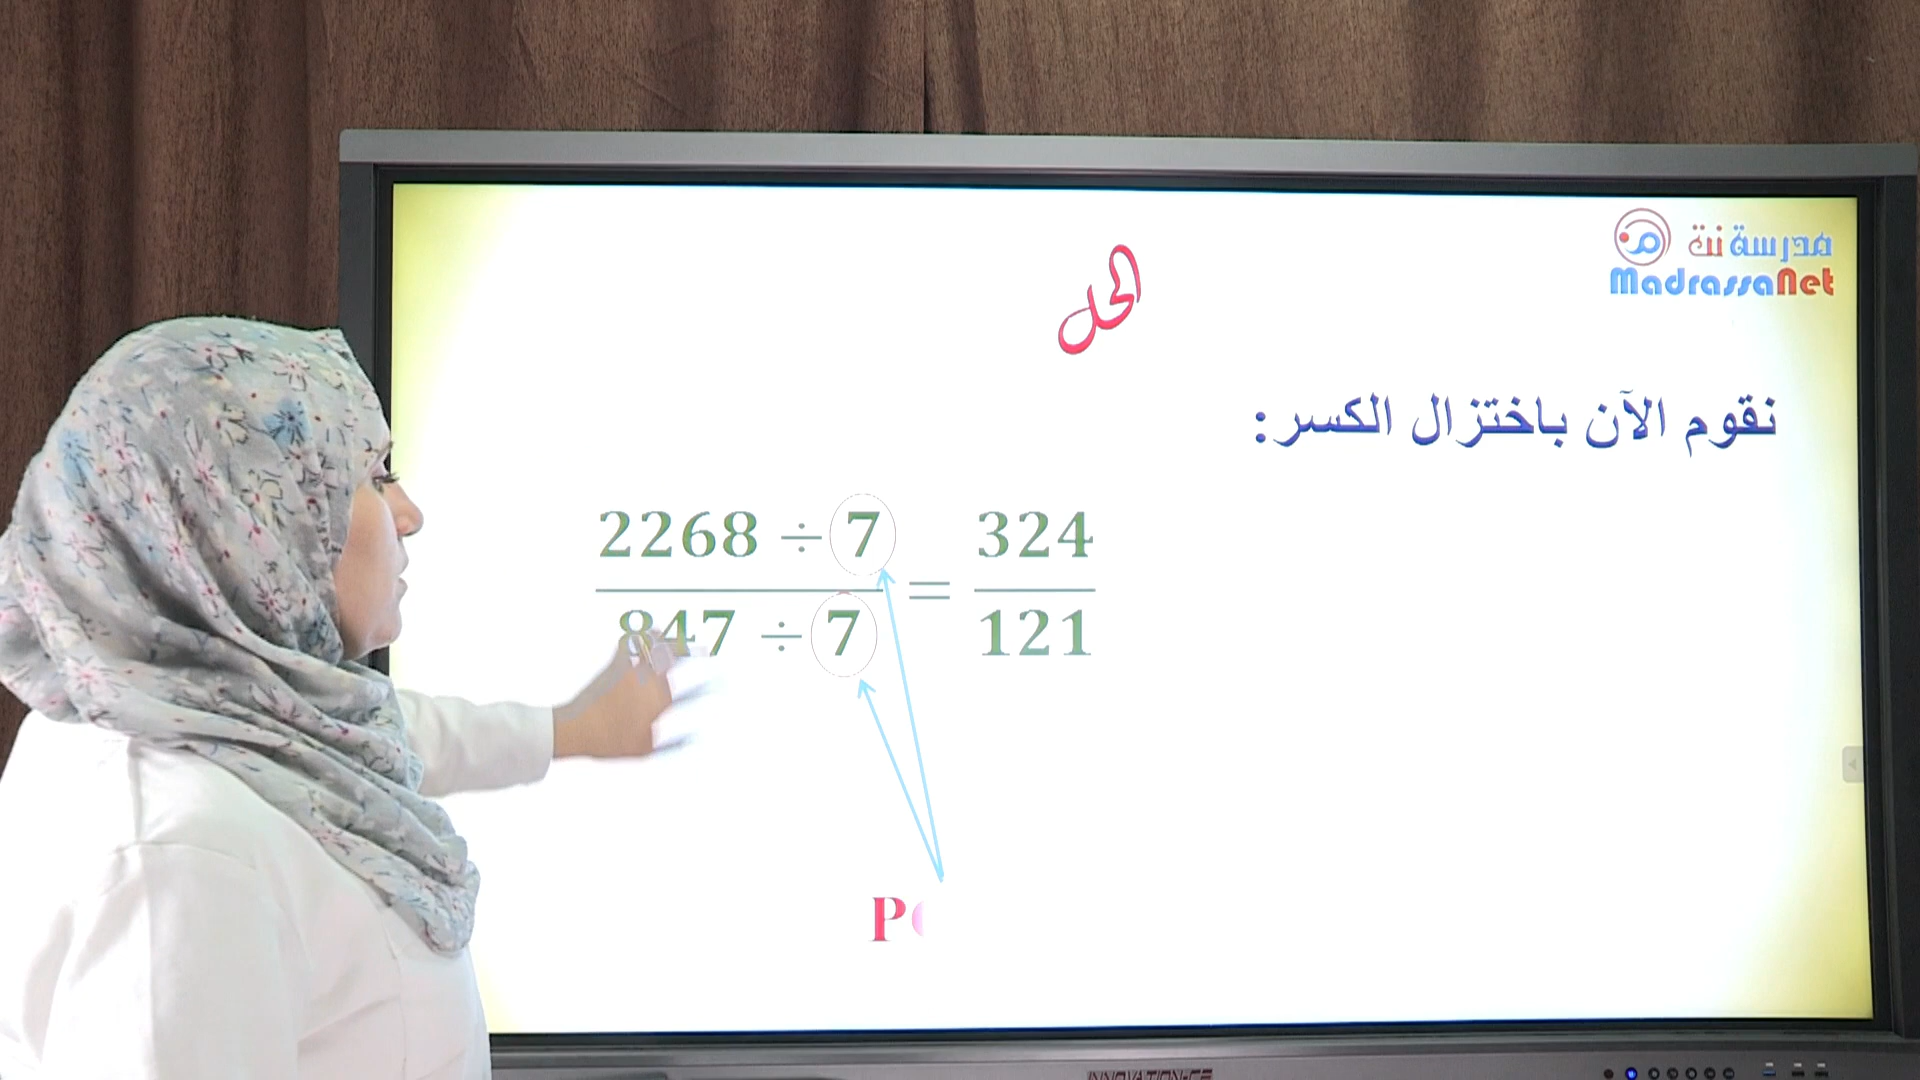 مدرسة نت
MadrassaNet
الحل
نقوم الآن باختزال الكسر:
2268 ÷ 7 = 324
847 ÷ 7 121